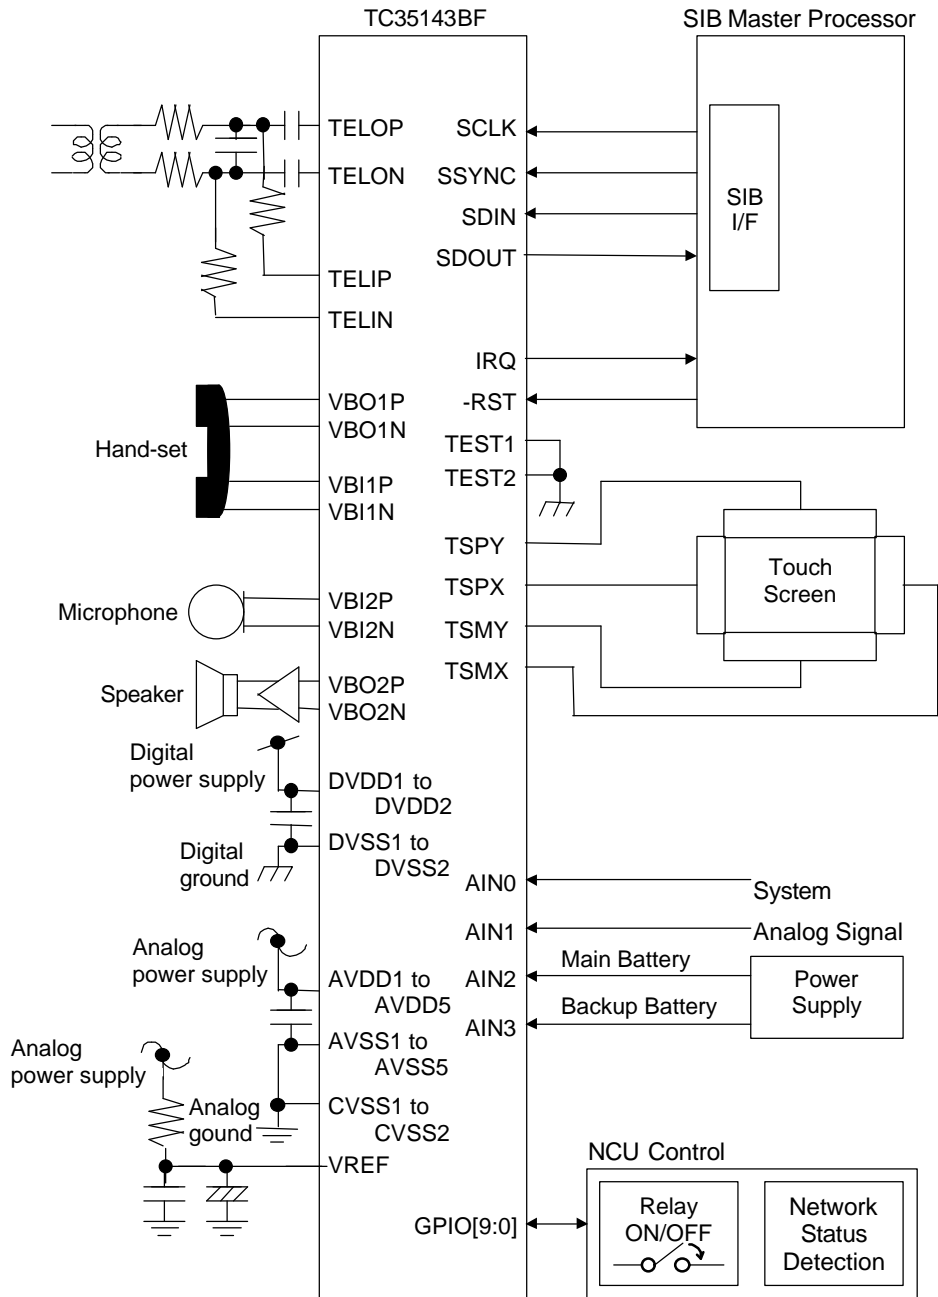 TC35143BF
SIB Master Processor
TELOP
TELON
TELIP
TELIN
SCLK
SSYNC
SDIN
SDOUT
SIB
I/F
IRQ
-RST
Hand-set
VBO1P
VBO1N
VBI1P
VBI1N
TEST1
TEST2
TSPY
TSPX
TSMY
TSMX
Touch
Screen
Microphone
VBI2P
VBI2N
Speaker
VBO2P
VBO2N
Digital
power supply
DVDD1 to
DVDD2
Digital
ground
DVSS1 to
DVSS2
AIN0
System
AIN1
Analog Signal
Analog
power supply
AVDD1 to
AVDD5
AIN2
Main Battery
AIN3
Backup Battery
Power
Supply
AVSS1 to
AVSS5
Analog
power supply
Analog
gound
CVSS1 to
CVSS2
VREF
NCU Control
GPIO[9:0]
Relay
ON/OFF
Network
Status
Detection